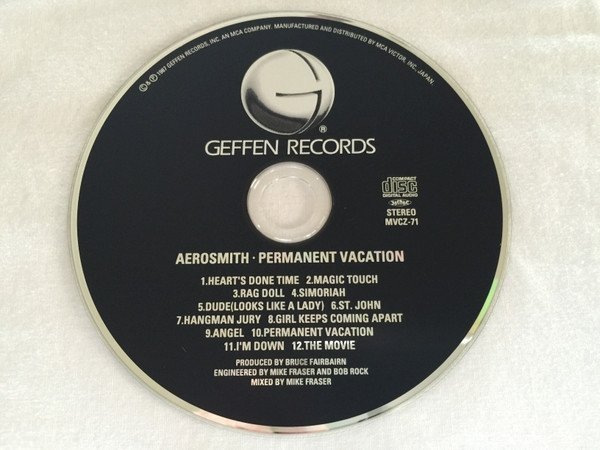 © ℗ 1987 GEFFEN RECORDS, INC. AN MCA COMPANY. MANUFACTURED AND DISTRIBUTED BY MCA VICTOR, INC. JAPAN.
G
®
GEFFEN RECORDS
COMPACT
disc
DIGITAL AUDIO
STEREO
MVCZ-71
AEROSMITH · PERMANENT VACATION
1.HEART'S DONE TIME 2.MAGIC TOUCH
3.RAG DOLL 4.SIMORIAH
5.DUDE(LOOKS LIKE A LADY) 6.ST. JOHN
7.HANGMAN JURY 8.GIRL KEEPS COMING APART
9.ANGEL 10.PERMANENT VACATION
11.I'M DOWN 12.THE MOVIE
PRODUCED BY BRUCE FAIRBAIRN
ENGINEERED BY MIKE FRASER AND BOB ROCK
MIXED BY MIKE FRASER